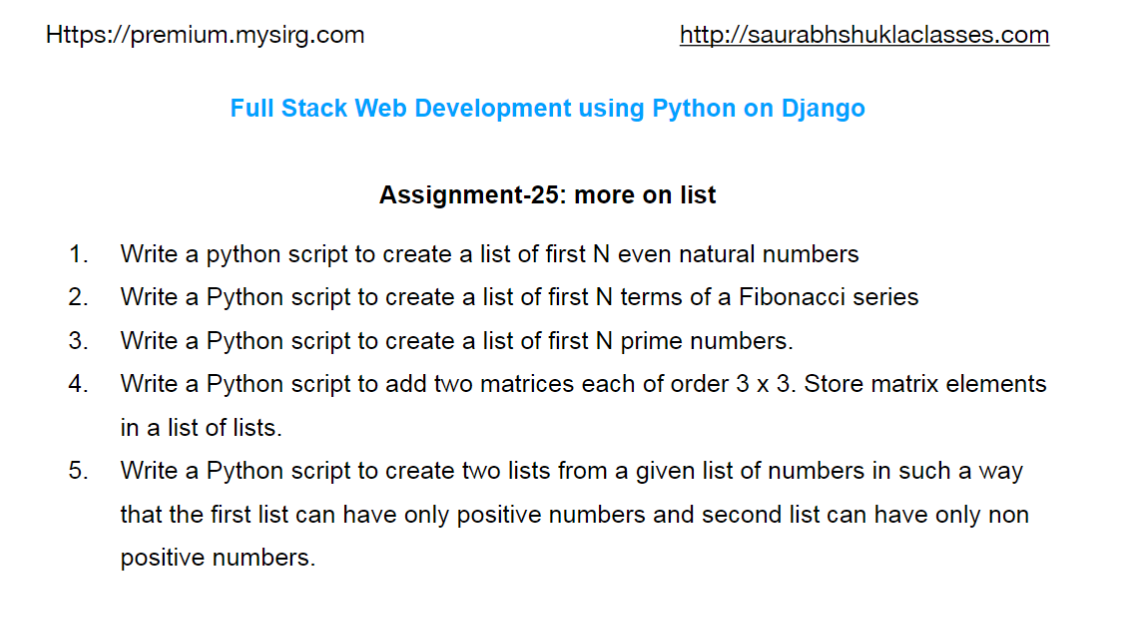 Https://premium.mysirg.com http://saurabhshuklaclasses.com
Full Stack Web Development using Python on Django
Assignment-25: more on list
1. Write a python script to create a list of first N even natural numbers
2. Write a Python script to create a list of first N terms of a Fibonacci series
3. Write a Python script to create a list of first N prime numbers.
4. Write a Python script to add two matrices each of order 3 x 3. Store matrix elements
in a list of lists.
5. Write a Python script to create two lists from a given list of numbers in such a way
that the first list can have only positive numbers and second list can have only non
positive numbers.